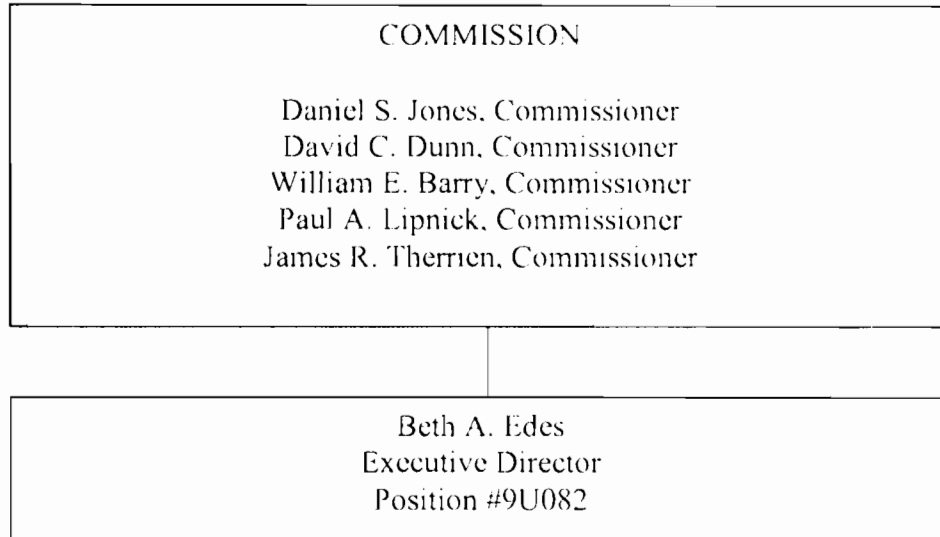 COMMISSION
Daniel S. Jones, Commissioner
David C. Dunn, Commissioner
William E. Barry, Commissioner
Paul A. Lipnick, Commissioner
James R. Therrien, Commissioner
Beth A. Edes
Executive Director
Position #9U082